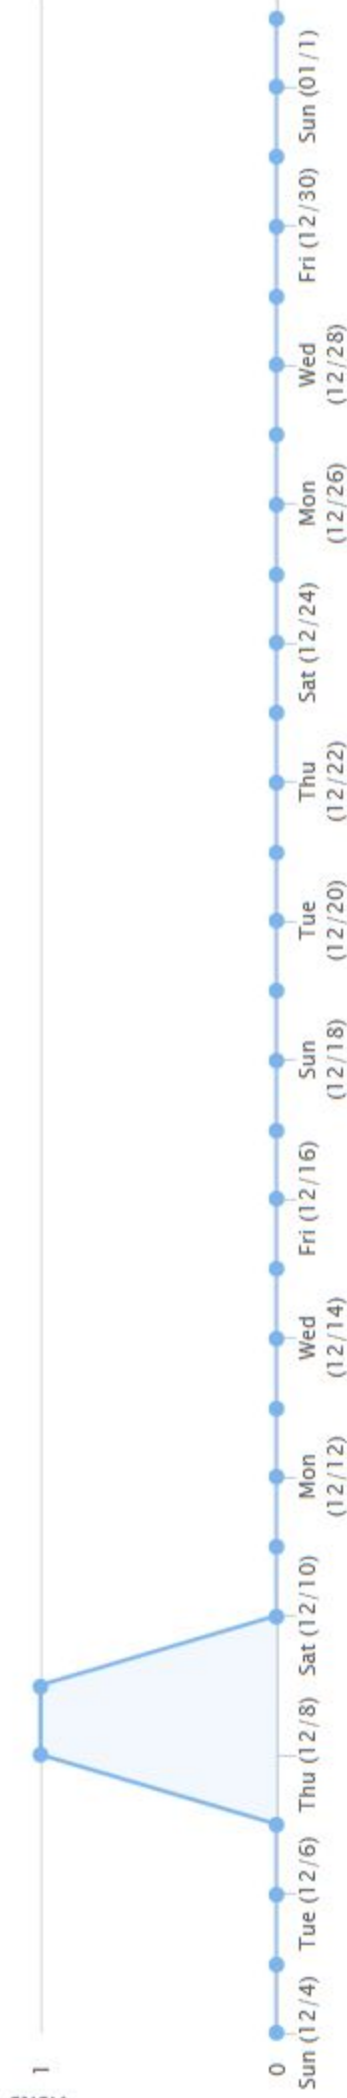 1
0
Sun (12/4)
Tue (12/6)
Thu (12/8)
Sat (12/10)
Mon
(12/12)
Wed
(12/14)
Fri (12/16)
Sun
(12/18)
Tue
(12/20)
Thu
(12/22)
Sat (12/24)
Mon
(12/26)
Wed
(12/28)
Fri (12/30)
Sun (01/1)